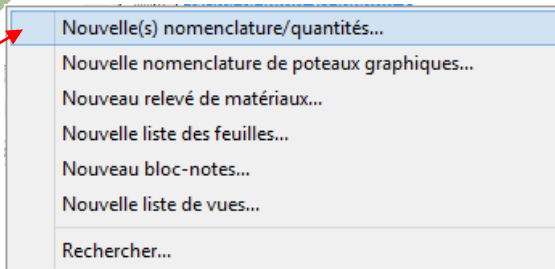 Nouvelle(s) nomenclature/quantités...
Nouvelle nomenclature de poteaux graphiques...
Nouveau relevé de matériaux...
Nouvelle liste des feuilles...
Nouveau bloc-notes...
Nouvelle liste de vues...
Rechercher...